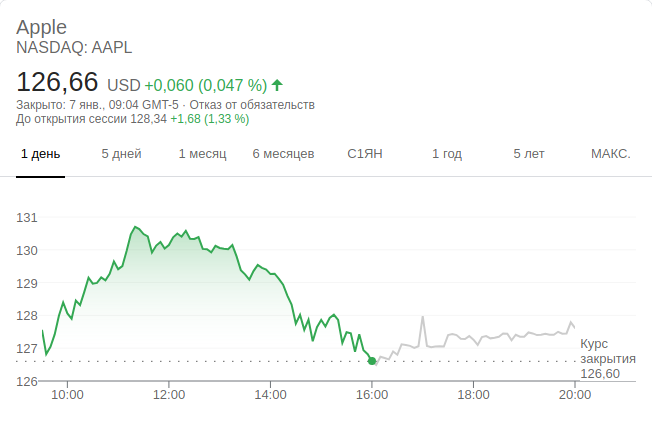 Apple
NASDAQ: AAPL
126,66 USD +0,060 (0,047 %)
Закрыто: 7 янв., 09:04 GMT-5 · Отказ от обязательств
До открытия сессии 128,34 +1,68 (1,33 %)
1 день 5 дней 1 месяц 6 месяцев С1ЯН 1 год 5 лет МАКС.
131
130
129
128
127
126
Курс
закрытия
126,60
10:00 12:00 14:00 16:00 18:00 20:00